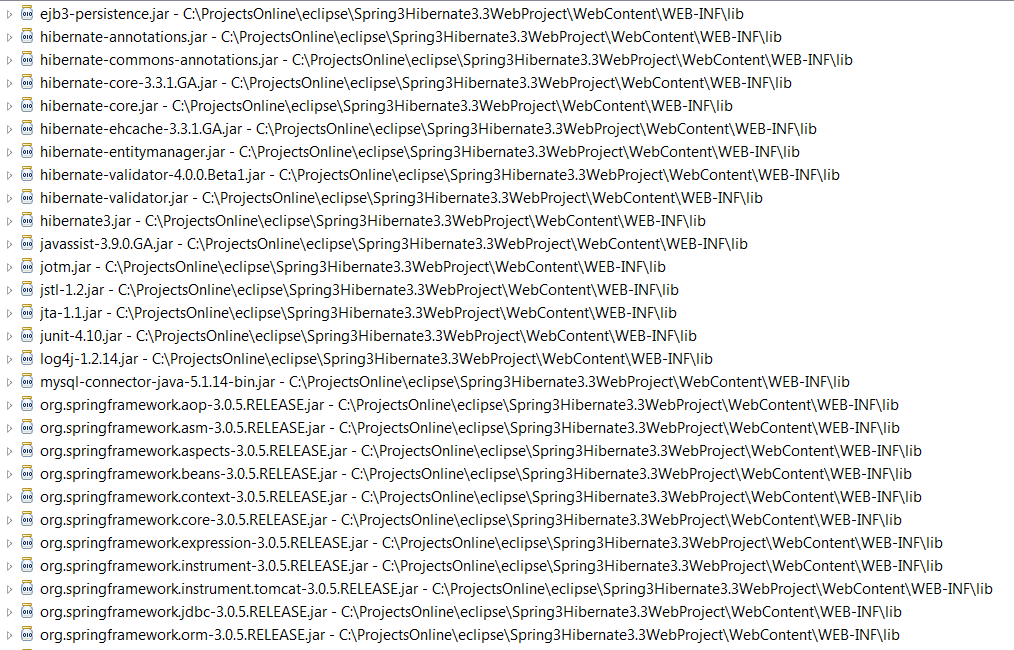 ejb3-persistence.jar - C:\ProjectsOnline\eclipse\Spring3Hibernate3.3WebProject\WebContent\WEB-INF\lib
hibernate-annotations.jar - C:\ProjectsOnline\eclipse\Spring3Hibernate3.3WebProject\WebContent\WEB-INF\lib
hibernate-commons-annotations.jar - C:\ProjectsOnline\eclipse\Spring3Hibernate3.3WebProject\WebContent\WEB-INF\lib
hibernate-core-3.3.1.GA.jar - C:\ProjectsOnline\eclipse\Spring3Hibernate3.3WebProject\WebContent\WEB-INF\lib
hibernate-core.jar - C:\ProjectsOnline\eclipse\Spring3Hibernate3.3WebProject\WebContent\WEB-INF\lib
hibernate-ehcache-3.3.1.GA.jar - C:\ProjectsOnline\eclipse\Spring3Hibernate3.3WebProject\WebContent\WEB-INF\lib
hibernate-entitymanager.jar - C:\ProjectsOnline\eclipse\Spring3Hibernate3.3WebProject\WebContent\WEB-INF\lib
hibernate-validator-4.0.0.Beta1.jar - C:\ProjectsOnline\eclipse\Spring3Hibernate3.3WebProject\WebContent\WEB-INF\lib
hibernate-validator.jar - C:\ProjectsOnline\eclipse\Spring3Hibernate3.3WebProject\WebContent\WEB-INF\lib
hibernate3.jar - C:\ProjectsOnline\eclipse\Spring3Hibernate3.3WebProject\WebContent\WEB-INF\lib
javassist-3.9.0.GA.jar - C:\ProjectsOnline\eclipse\Spring3Hibernate3.3WebProject\WebContent\WEB-INF\lib
jotm.jar - C:\ProjectsOnline\eclipse\Spring3Hibernate3.3WebProject\WebContent\WEB-INF\lib
jstl-1.2.jar - C:\ProjectsOnline\eclipse\Spring3Hibernate3.3WebProject\WebContent\WEB-INF\lib
jta-1.1.jar - C:\ProjectsOnline\eclipse\Spring3Hibernate3.3WebProject\WebContent\WEB-INF\lib
junit-4.10.jar - C:\ProjectsOnline\eclipse\Spring3Hibernate3.3WebProject\WebContent\WEB-INF\lib
log4j-1.2.14.jar - C:\ProjectsOnline\eclipse\Spring3Hibernate3.3WebProject\WebContent\WEB-INF\lib
mysql-connector-java-5.1.14-bin.jar - C:\ProjectsOnline\eclipse\Spring3Hibernate3.3WebProject\WebContent\WEB-INF\lib
org.springframework.aop-3.0.5.RELEASE.jar - C:\ProjectsOnline\eclipse\Spring3Hibernate3.3WebProject\WebContent\WEB-INF\lib
org.springframework.asm-3.0.5.RELEASE.jar - C:\ProjectsOnline\eclipse\Spring3Hibernate3.3WebProject\WebContent\WEB-INF\lib
org.springframework.aspects-3.0.5.RELEASE.jar - C:\ProjectsOnline\eclipse\Spring3Hibernate3.3WebProject\WebContent\WEB-INF\lib
org.springframework.beans-3.0.5.RELEASE.jar - C:\ProjectsOnline\eclipse\Spring3Hibernate3.3WebProject\WebContent\WEB-INF\lib
org.springframework.context-3.0.5.RELEASE.jar - C:\ProjectsOnline\eclipse\Spring3Hibernate3.3WebProject\WebContent\WEB-INF\lib
org.springframework.core-3.0.5.RELEASE.jar - C:\ProjectsOnline\eclipse\Spring3Hibernate3.3WebProject\WebContent\WEB-INF\lib
org.springframework.expression-3.0.5.RELEASE.jar - C:\ProjectsOnline\eclipse\Spring3Hibernate3.3WebProject\WebContent\WEB-INF\lib
org.springframework.instrument-3.0.5.RELEASE.jar - C:\ProjectsOnline\eclipse\Spring3Hibernate3.3WebProject\WebContent\WEB-INF\lib
org.springframework.instrument.tomcat-3.0.5.RELEASE.jar - C:\ProjectsOnline\eclipse\Spring3Hibernate3.3WebProject\WebContent\WEB-INF\lib
org.springframework.jdbc-3.0.5.RELEASE.jar - C:\ProjectsOnline\eclipse\Spring3Hibernate3.3WebProject\WebContent\WEB-INF\lib
org.springframework.orm-3.0.5.RELEASE.jar - C:\ProjectsOnline\eclipse\Spring3Hibernate3.3WebProject\WebContent\WEB-INF\lib